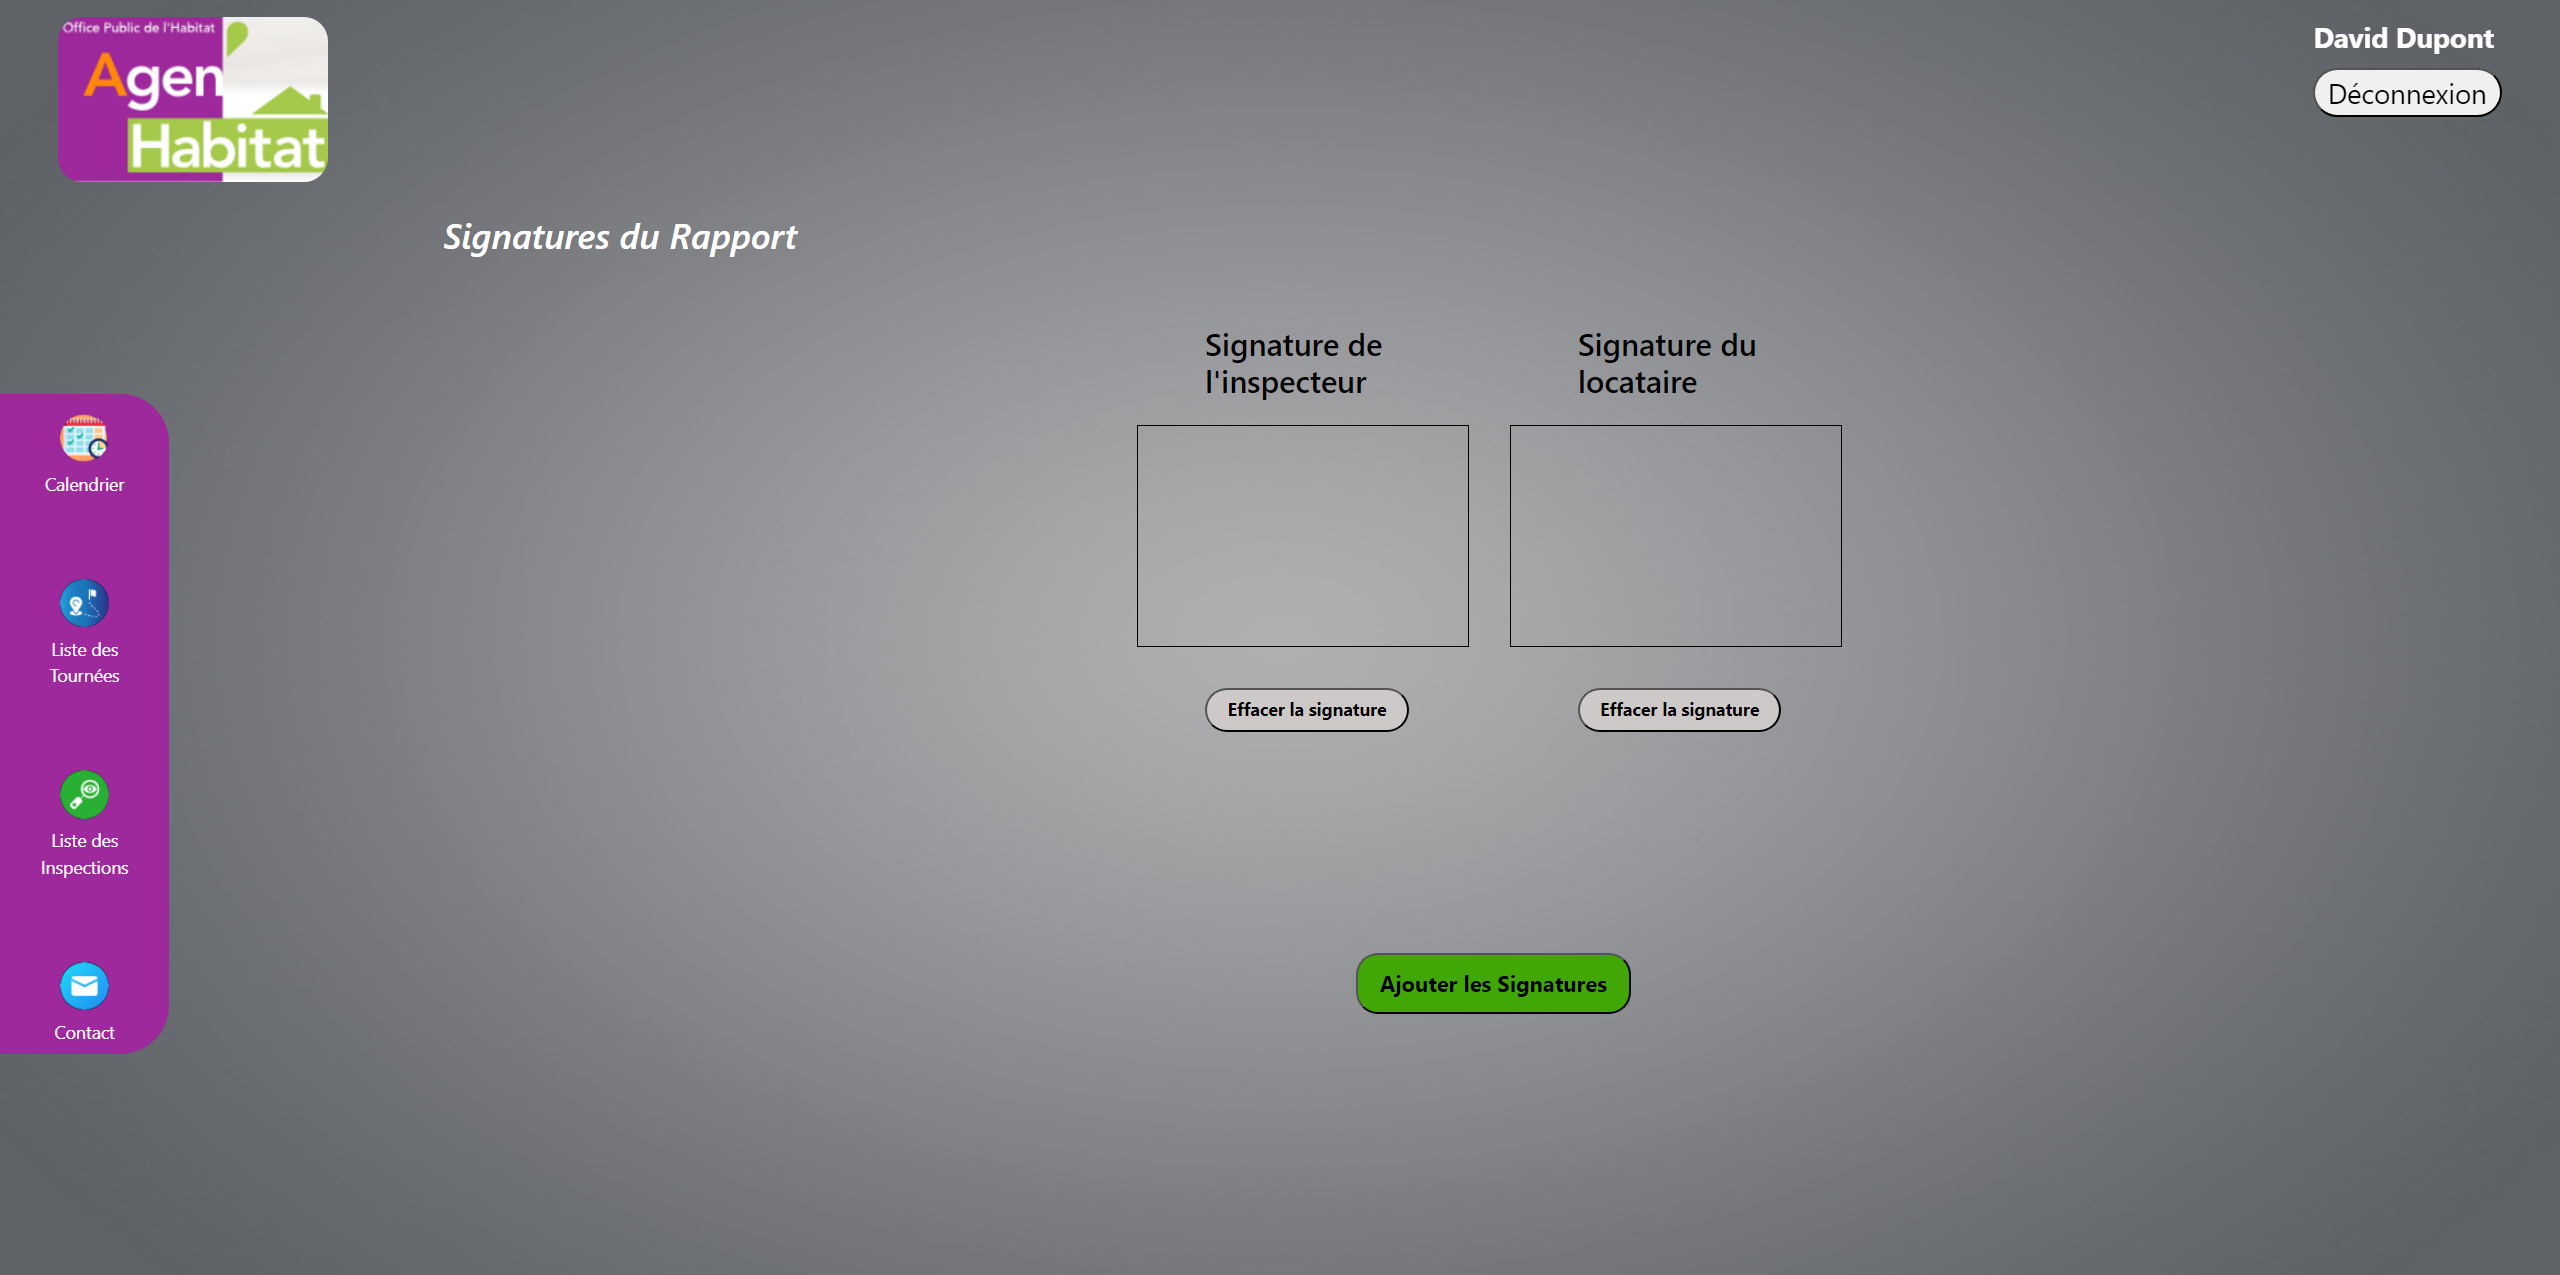 Office Public de l'Habitat
Agen
Habitat
David Dupont
Déconnexion
Signatures du Rapport
Signature de
l'inspecteur
Signature du
locataire
Calendrier
Liste des
Tournées
Liste des
Inspections
Contact
Effacer la signature
Effacer la signature
Ajouter les Signatures